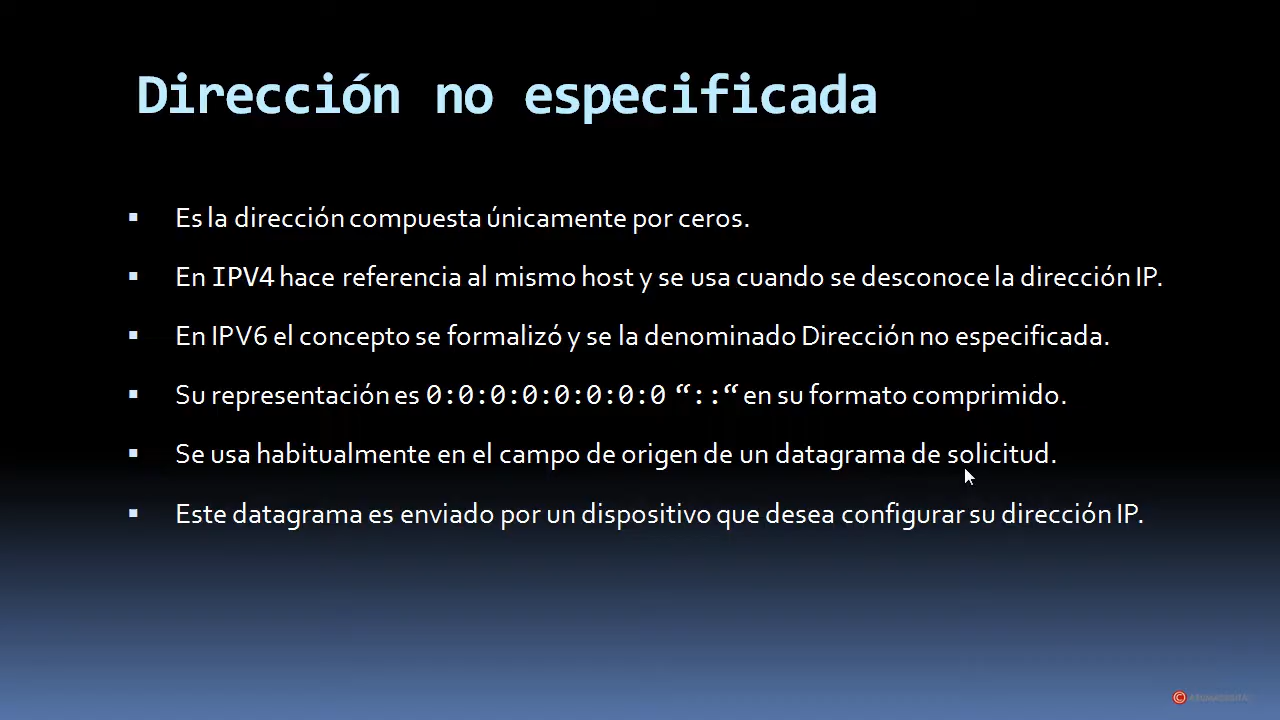 Dirección no especificada
▪ Es la dirección compuesta únicamente por ceros.
▪ En IPV4 hace referencia al mismo host y se usa cuando se desconoce la dirección IP.
▪ En IPV6 el concepto se formalizó y se la denominado Dirección no especificada.
▪ Su representación es 0:0:0:0:0:0:0:0 “::“ en su formato comprimido.
▪ Se usa habitualmente en el campo de origen de un datagrama de solicitud.
▪ Este datagrama es enviado por un dispositivo que desea configurar su dirección IP.
©